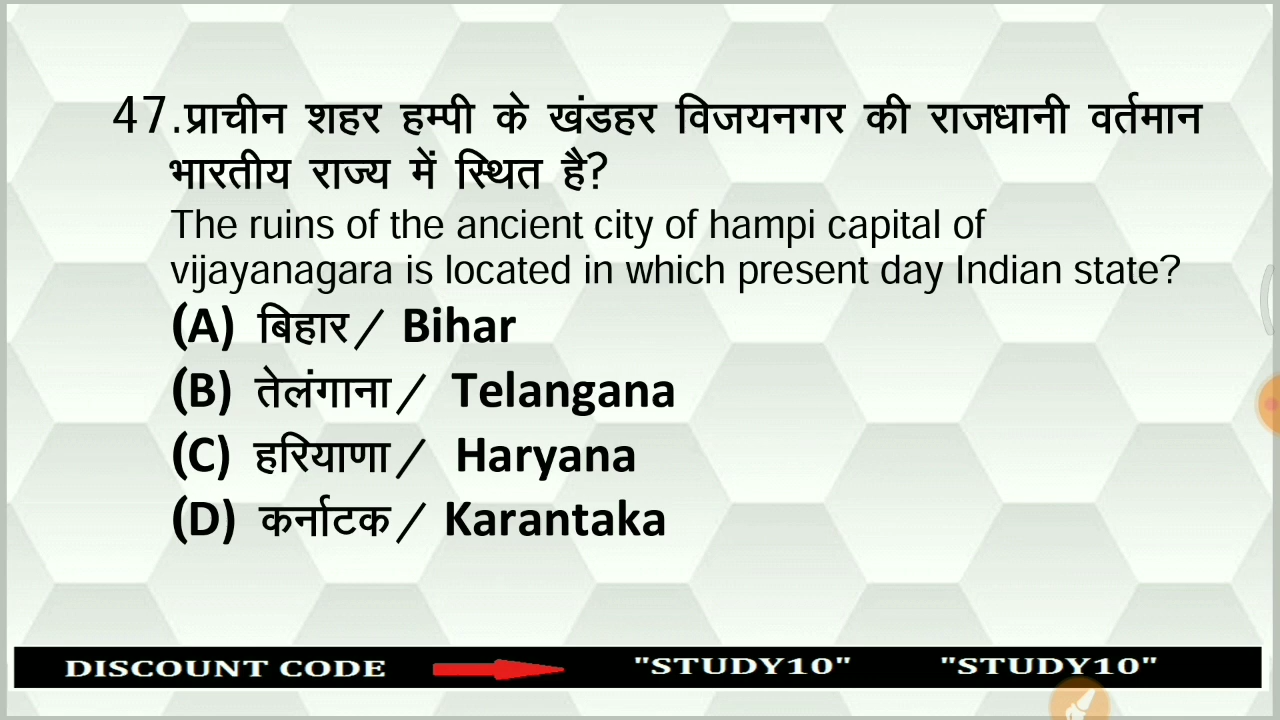 47.प्राचीन शहर हम्पी के खंडहर विजयनगर की राजधानी वर्तमान
भारतीय राज्य में स्थित है?
The ruins of the ancient city of hampi capital of
vijayanagara is located in which present day Indian state?
(A) बिहार/ Bihar
(B) तेलंगाना/ Telangana
(C) हरियाणा/ Haryana
(D) कर्नाटक/ Karantaka
DISCOUNT CODE "STUDY10" "STUDY10"